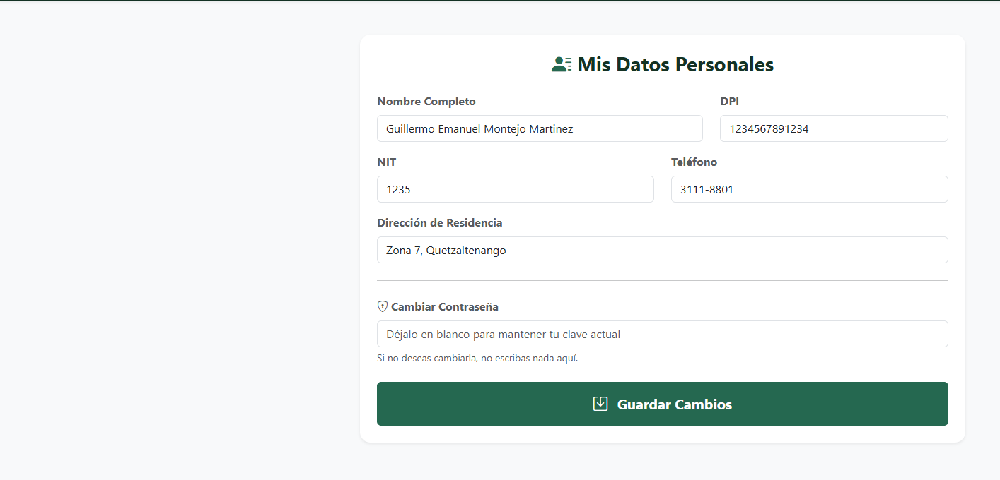 Mis Datos Personales
Nombre Completo
DPI
Guillermo Emanuel Montejo Martinez
1234567891234
NIT
Teléfono
1235
3111-8801
Dirección de Residencia
Zona 7, Quetzaltenango
Cambiar Contraseña
Déjalo en blanco para mantener tu clave actual
Si no deseas cambiarla, no escribas nada aquí.
Guardar Cambios